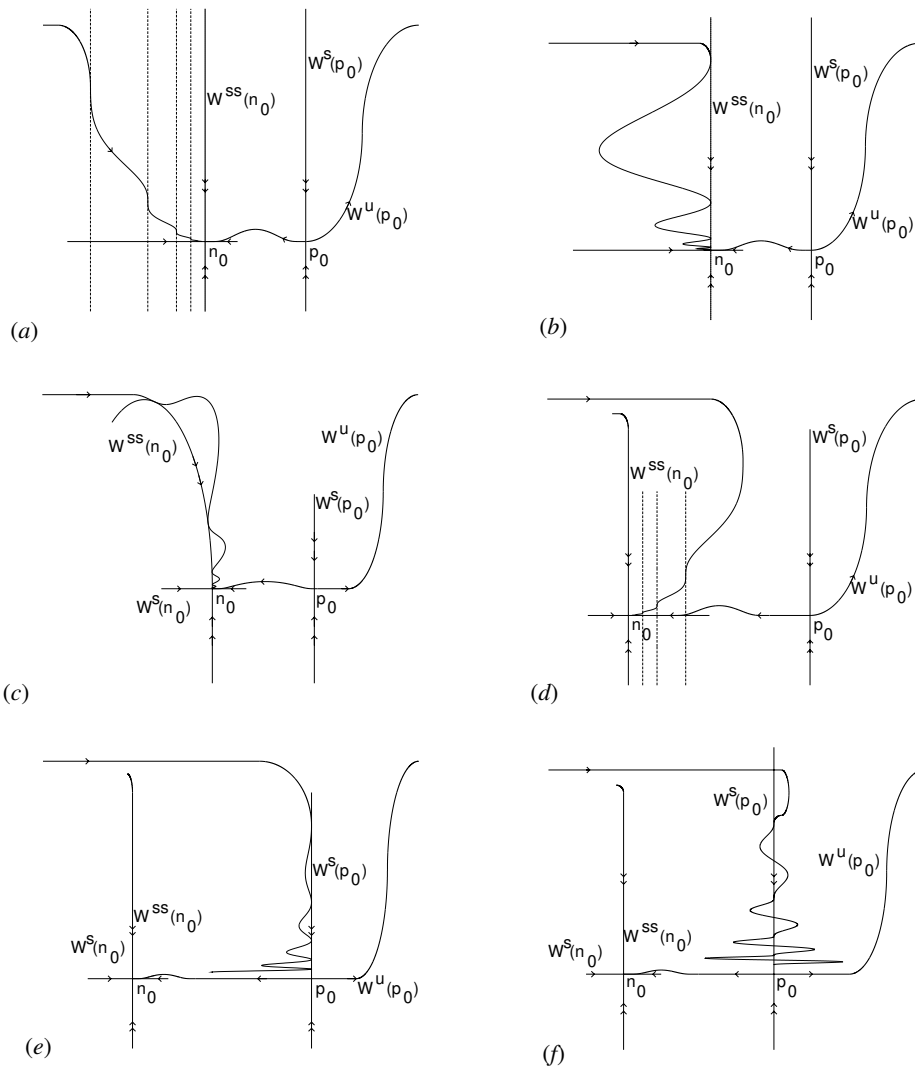 W^s(p_0)
W^ss(n_0)
W^u(p_0)
n_0
p_0
(a)
W^s(p_0)
W^ss(n_0)
W^u(p_0)
n_0
p_0
(b)
W^ss(n_0)
W^u(p_0)
W^s(p_0)
W^s(n_0)
n_0
p_0
(c)
W^s(p_0)
W^ss(n_0)
W^u(p_0)
n_0
p_0
(d)
W^s(p_0)
W^ss(n_0)
W^s(n_0)
n_0
p_0
W^u(p_0)
(e)
W^s(p_0)
W^u(p_0)
W^s(n_0)
W^ss(n_0)
n_0
p_0
(f)